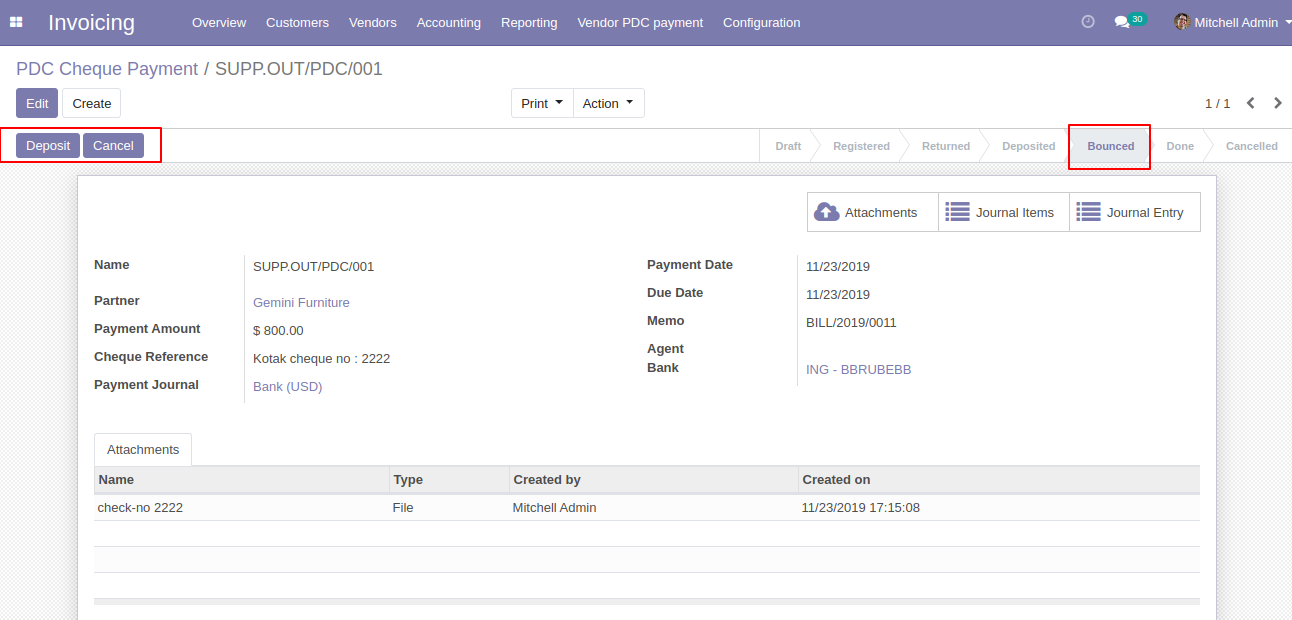 Invoicing Overview Customers Vendors Accounting Reporting Vendor PDC payment Configuration 30 Mitchell Admin
PDC Cheque Payment / SUPP.OUT/PDC/001
Edit Create Print Action 1 / 1
Deposit Cancel Draft Registered Returned Deposited Bounced Done Cancelled
Attachments Journal Items Journal Entry
Name SUPP.OUT/PDC/001
Partner Gemini Furniture
Payment Amount $ 800.00
Cheque Reference Kotak cheque no : 2222
Payment Journal Bank (USD)
Payment Date 11/23/2019
Due Date 11/23/2019
Memo BILL/2019/0011
Agent
Bank ING - BBRUBEBB
Attachments
Name Type Created by Created on
check-no 2222 File Mitchell Admin 11/23/2019 17:15:08